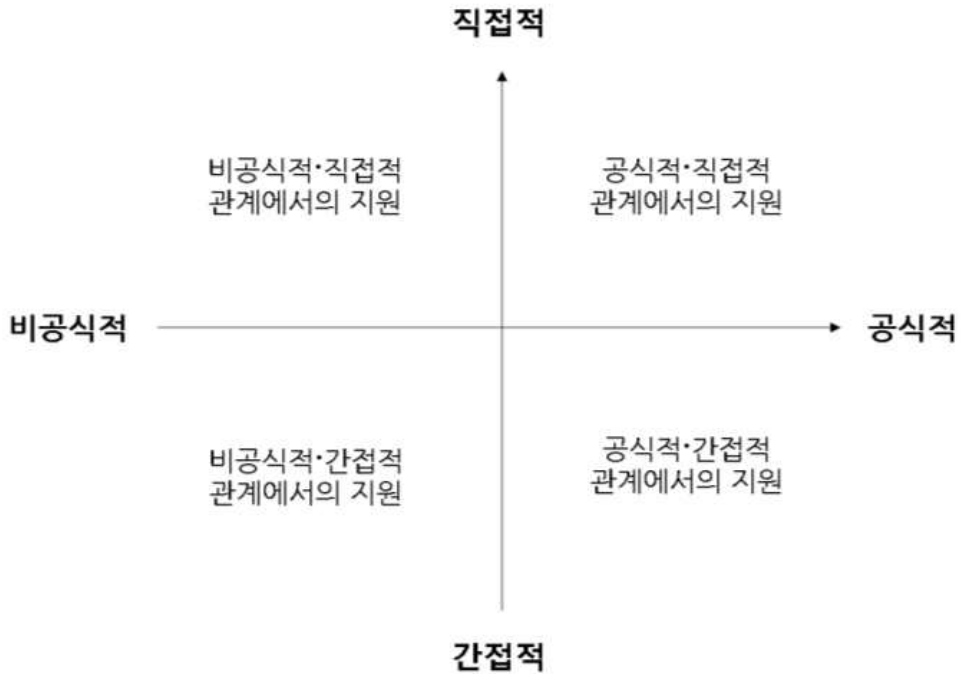 직접적
비공식적·직접적
관계에서의 지원
공식적·직접적
관계에서의 지원
비공식적
공식적
비공식적·간접적
관계에서의 지원
공식적·간접적
관계에서의 지원
간접적